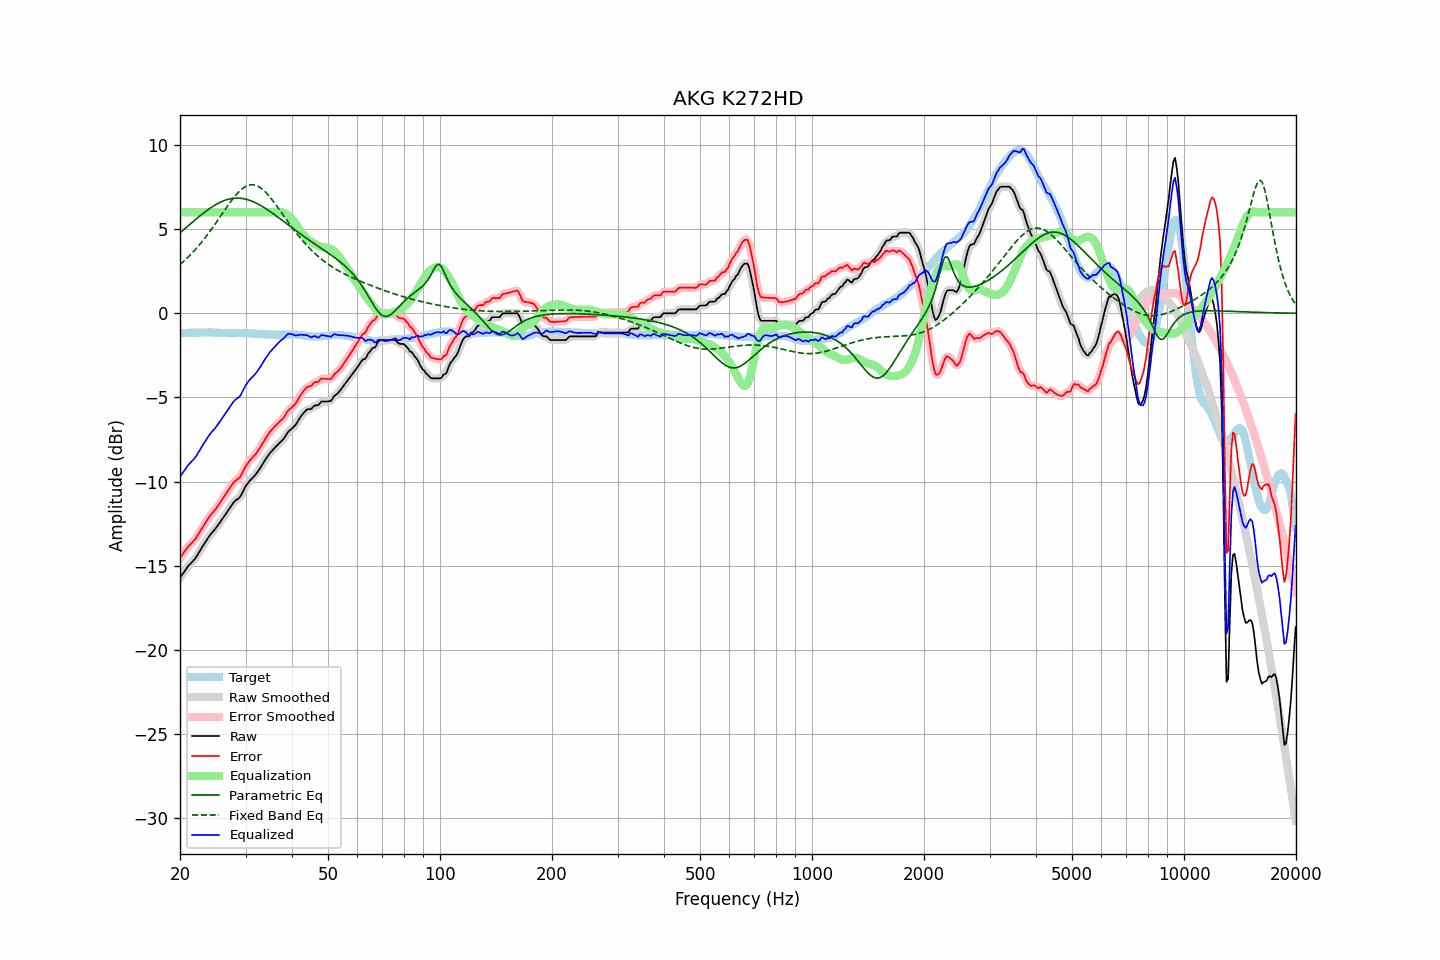 AKG K272HD
Amplitude (dBr)
10
5
0
−5
−10
−15
−20
−25
−30
Target
Raw Smoothed
Error Smoothed
Raw
Error
Equalization
Parametric Eq
Fixed Band Eq
Equalized
20
50
100
200
500
1000
2000
5000
10000
20000
Frequency (Hz)